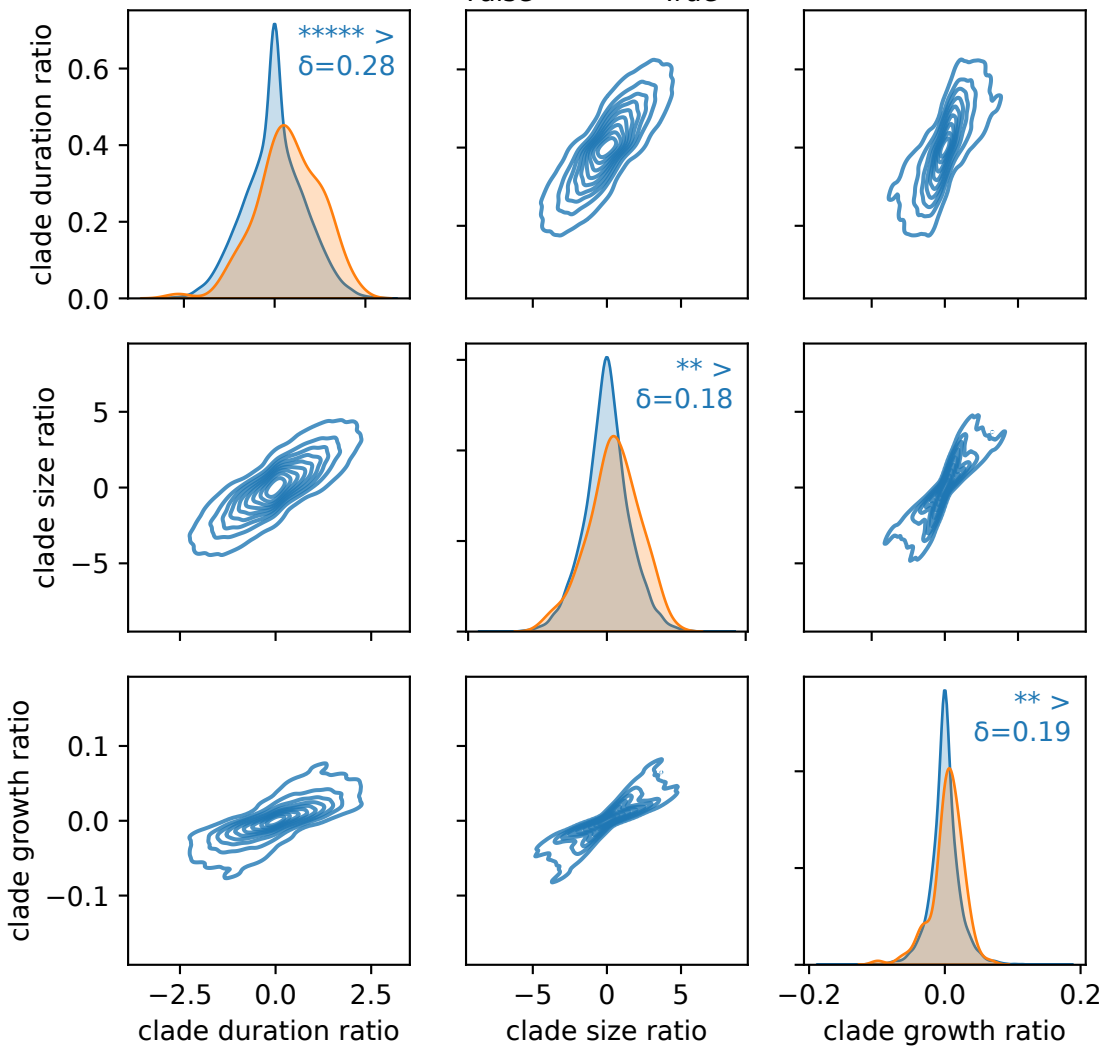 clade duration ratio
0.6
0.4
0.2
0.0
***** >
δ=0.28
clade size ratio
5
0
−5
** >
δ=0.18
clade growth ratio
0.1
0.0
−0.1
** >
δ=0.19
−2.5 0.0 2.5
−5 0 5
−0.2 0.0 0.2
clade duration ratio
clade size ratio
clade growth ratio